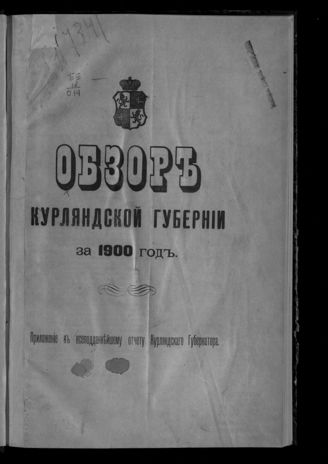 ОБЗОРЪ
КУРЛЯНДСКОЙ ГУБЕРНІИ
за 1900 годъ.
Приложеніе къ всеподданнѣйшему отчету Курляндскаго Губернатора.